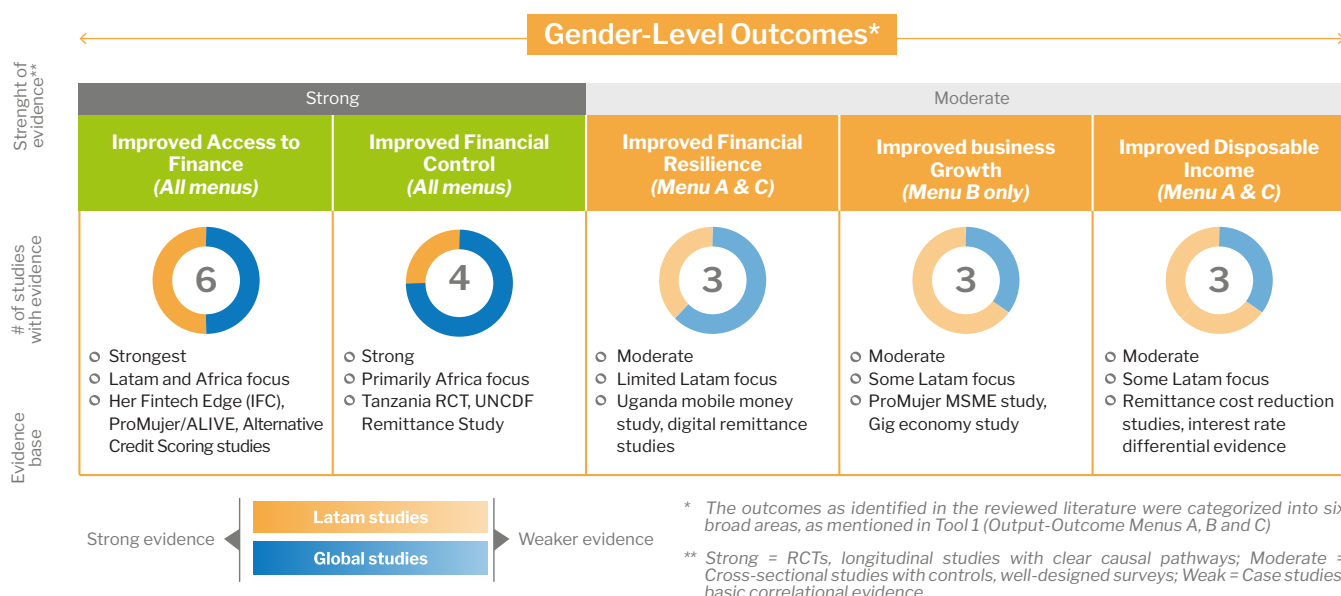 Gender-Level Outcomes*
Strenght of
evidence**
Strong
Moderate
Improved Access to
Finance
(All menus)
Improved Financial
Control
(All menus)
Improved Financial
Resilience
(Menu A & C)
Improved business
Growth
(Menu B only)
Improved Disposable
Income
(Menu A & C)
# of studies
with evidence
6
4
3
3
3
Evidence
base
Strongest
Latam and Africa focus
Her Fintech Edge (IFC),
ProMujer/ALIVE, Alternative
Credit Scoring studies
Strong
Primarily Africa focus
Tanzania RCT, UNCDF
Remittance Study
Moderate
Limited Latam focus
Uganda mobile money
study, digital remittance
studies
Moderate
Some Latam focus
ProMujer MSME study,
Gig economy study
Moderate
Some Latam focus
Remittance cost reduction
studies, interest rate
differential evidence
Strong evidence
Latam studies
Global studies
Weaker evidence
* The outcomes as identified in the reviewed literature were categorized into six
broad areas, as mentioned in Tool 1 (Output-Outcome Menus A, B and C)
** Strong = RCTs, longitudinal studies with clear causal pathways; Moderate =
Cross-sectional studies with controls, well-designed surveys; Weak = Case studies
basic correlational evidence